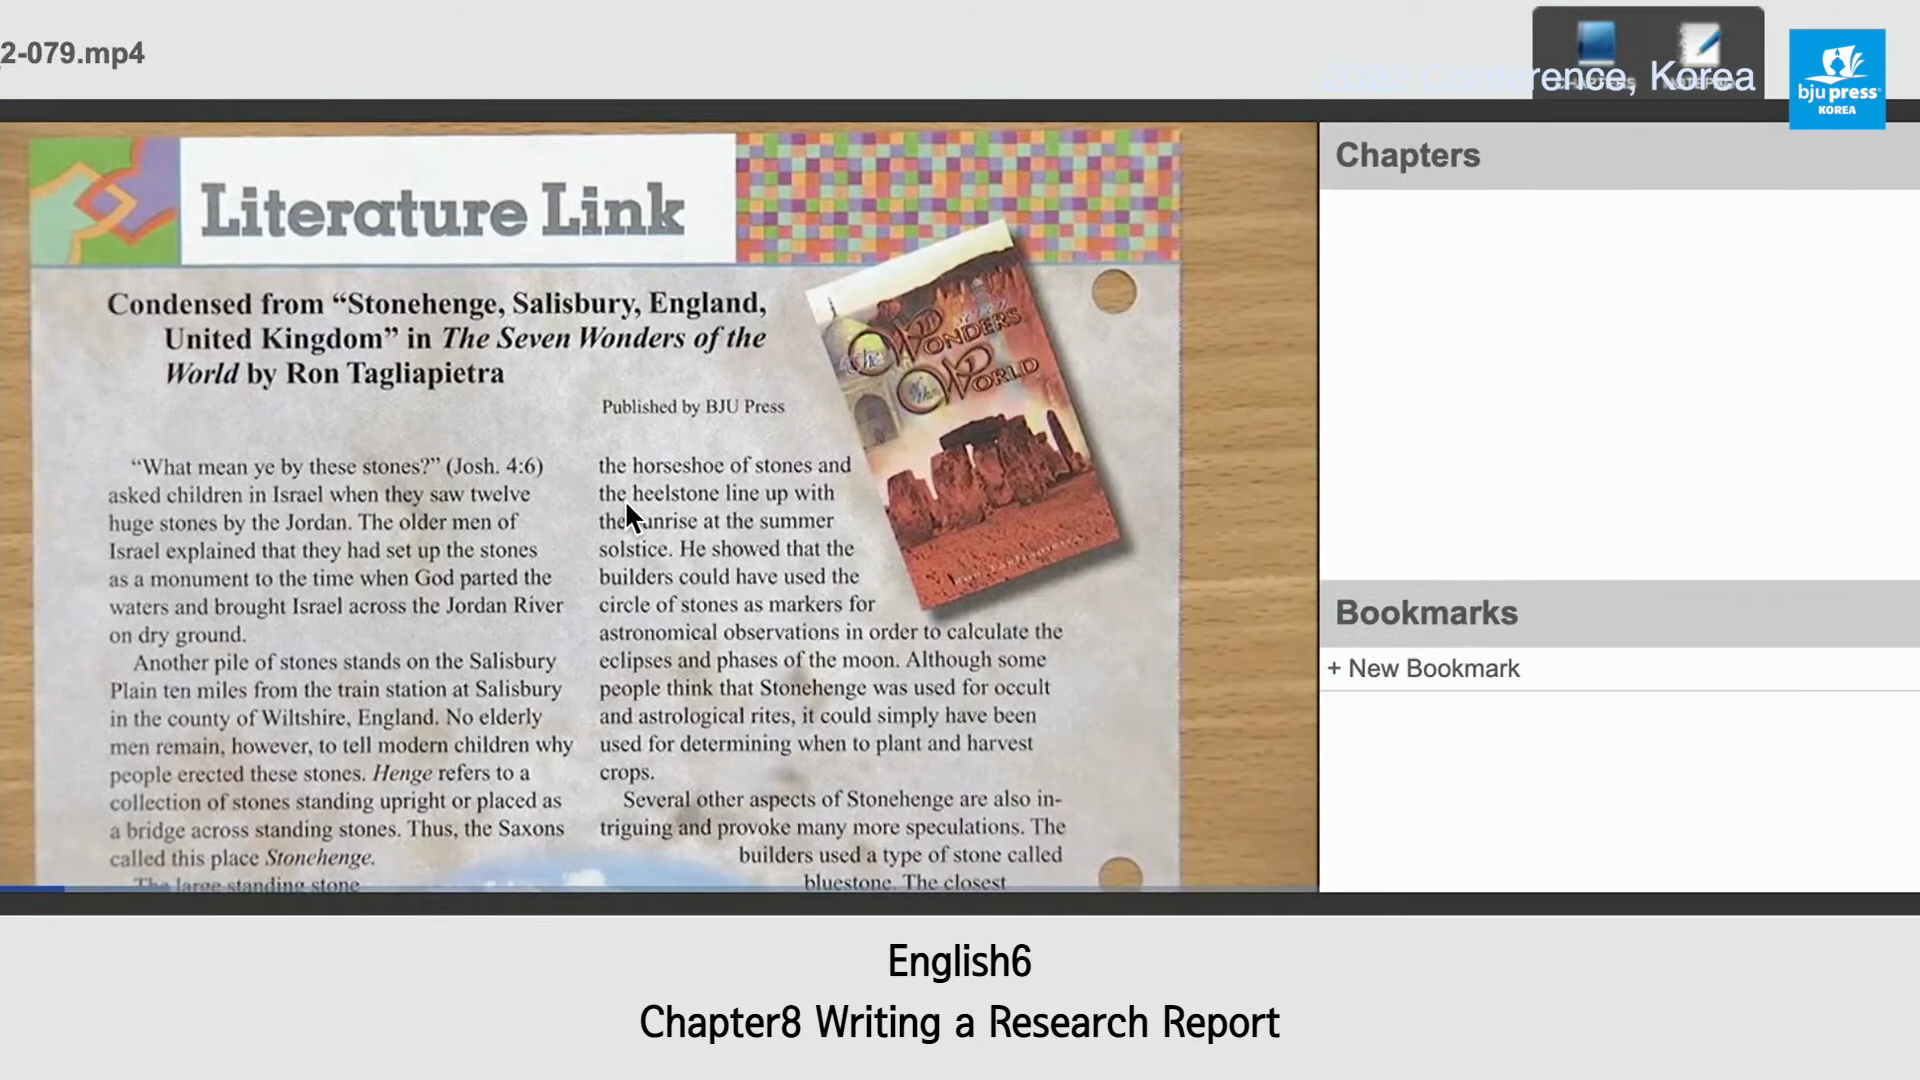 2-079.mp4
Conference, Korea
bju press
KOREA
Literature Link
Condensed from “Stonehenge, Salisbury, England,
United Kingdom” in The Seven Wonders of the
World by Ron Tagliapietra
Published by BJU Press
“What mean ye by these stones?” (Josh. 4:6)
asked children in Israel when they saw twelve
huge stones by the Jordan. The older men of
Israel explained that they had set up the stones
as a monument to the time when God parted the
waters and brought Israel across the Jordan River
on dry ground.
Another pile of stones stands on the Salisbury
Plain ten miles from the train station at Salisbury
in the county of Wiltshire, England. No elderly
men remain, however, to tell modern children why
people erected these stones. Henge refers to a
collection of stones standing upright or placed as
a bridge across standing stones. Thus, the Saxons
called this place Stonehenge.
The large standing stone
the horseshoe of stones and
the heelstone line up with
the sunrise at the summer
solstice. He showed that the
builders could have used the
circle of stones as markers for
astronomical observations in order to calculate the
eclipses and phases of the moon. Although some
people think that Stonehenge was used for occult
and astrological rites, it could simply have been
used for determining when to plant and harvest
crops.
Several other aspects of Stonehenge are also in-
triguing and provoke many more speculations. The
builders used a type of stone called
bluestone. The closest
The
Wonders
of the
World
Chapters
Bookmarks
+ New Bookmark
English6
Chapter8 Writing a Research Report